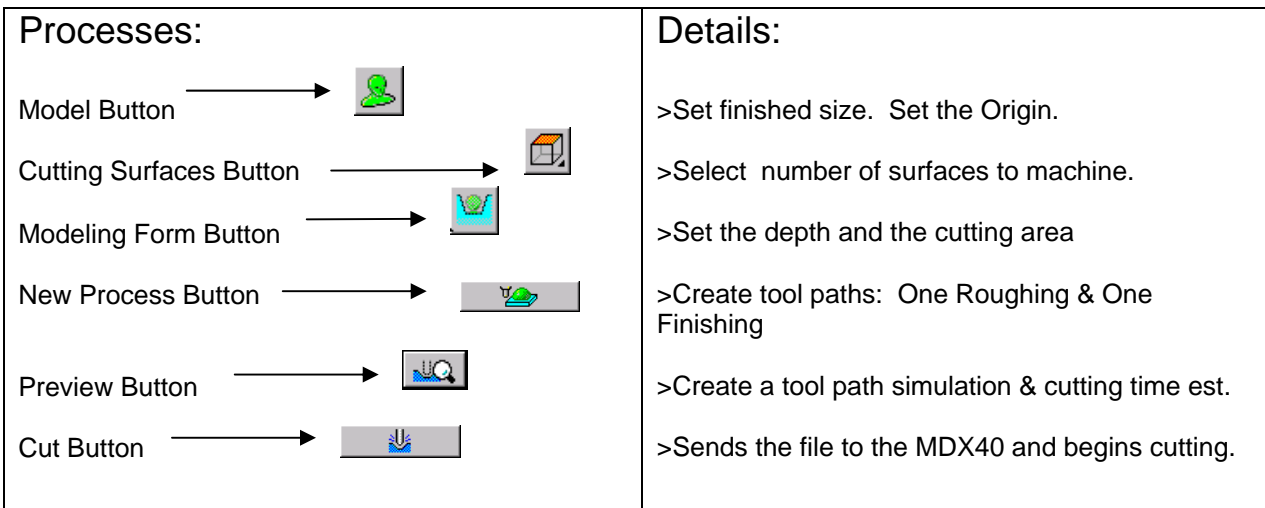 Processes:
Model Button
Cutting Surfaces Button
Modeling Form Button
New Process Button
Preview Button
Cut Button
Details:
>Set finished size.  Set the Origin.
>Select  number of surfaces to machine.
>Set the depth and the cutting area
>Create tool paths:  One Roughing & One
Finishing
>Create a tool path simulation & cutting time est.
>Sends the file to the MDX40 and begins cutting.